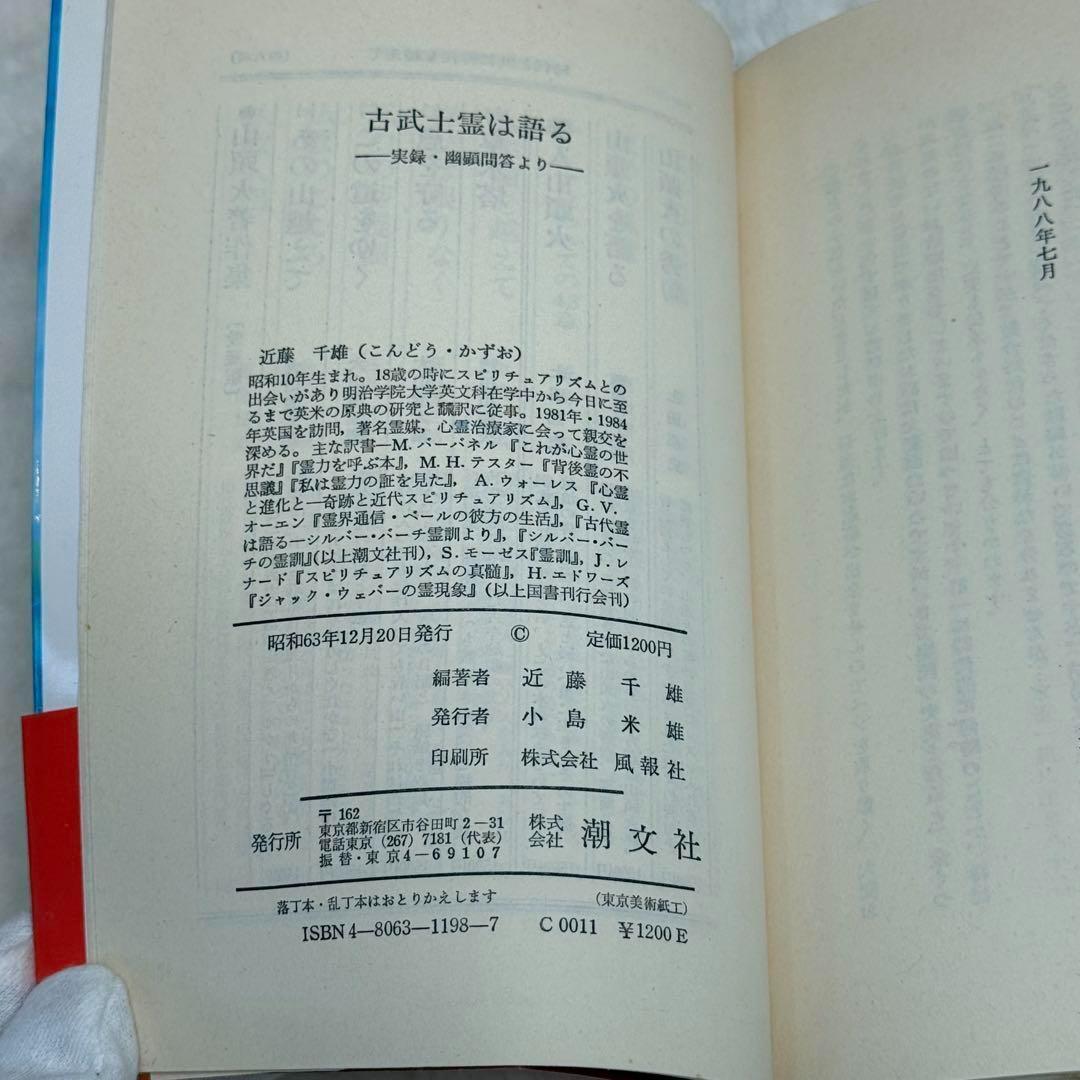 古武士霊は語る
――実録・幽顕問答より――
近藤 千雄（こんどう・かずお）
昭和10年生まれ。18歳の時にスピリチュアリズムとの
出会いがあり明治学院大学英文科在学中から今日に至
るまで英米の原典の研究と飜訳に従事。1981年・1984
年英国を訪問，著名霊媒，心霊治療家に会って親交を
深める。主な訳書―M. バーバネル『これが心霊の世
界だ』『霊力を呼ぶ本』，M. H. テスター『背後霊の不
思議』『私は霊力の証を見た』， A. ウォーレス『心霊
と進化と―奇跡と近代スピリチュアリズム』，G. V.
オーエン『霊界通信・ベールの彼方の生活』，『古代霊
は語る―シルバー・バーチ霊訓より』，『シルバー・バー
チの霊訓』（以上潮文社刊），S. モーゼス『霊訓』，J. レ
ナード『スピリチュアリズムの真髄』，H. エドワーズ
『ジャック・ウェバーの霊現象』（以上国書刊行会刊）
昭和63年12月20日発行 © 定価1200円
編著者 近藤千雄
発行者 小島米雄
印刷所 株式会社 風報社
発行所
〒162
東京都新宿区市谷田町2－31
電話東京（267）7181（代表）
振替・東京4－69107
株式
会社 潮文社
落丁本・乱丁本はおとりかえします （東京美術紙工）
ISBN4―8063―1198―7 C0011 ￥1200E
一九八八年七月